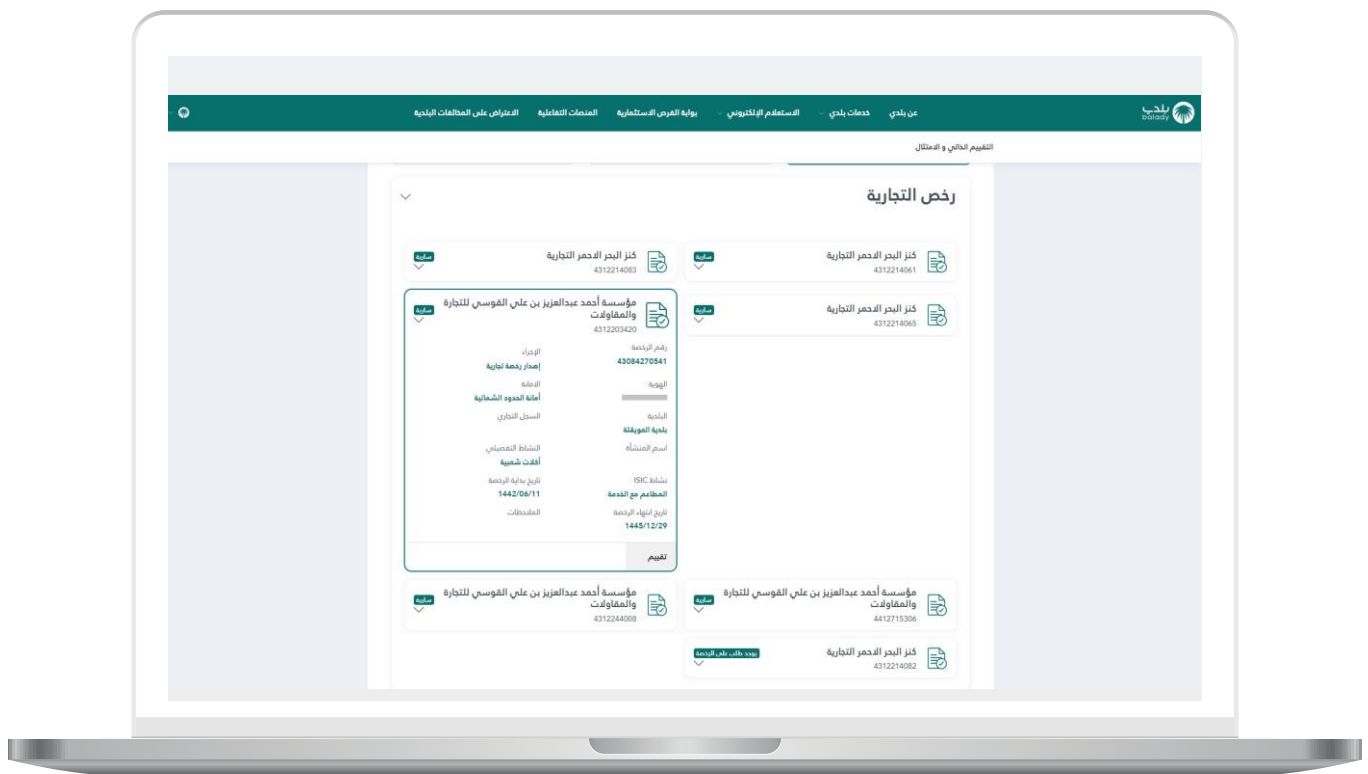 بلدي
balady
عن بلدي
خدمات بلدي
الاستعلام الإلكتروني
بوابة الفرص الاستثمارية
المنصات التفاعلية
الاعتراض على المخالفات البلدية
التقييم الذاتي و الامتثال
رخص التجارية
كنز البحر الاحمر التجارية
4312214061
سارية
كنز البحر الاحمر التجارية
4312214083
سارية
كنز البحر الاحمر التجارية
4312214065
سارية
مؤسسة أحمد عبدالعزيز بن علي القوسي للتجارة
والمقاولات
4312203420
سارية
رقم الرخصة
43084270541
الإجراء
إصدار رخصة تجارية
الهوية
الامانة
أمانة الحدود الشمالية
البلدية
بلدية العويقلة
السجل التجاري
اسم المنشأة
النشاط التفصيلي
أكلات شعبية
نشاط ISIC
المطاعم مع الخدمة
تاريخ بداية الرخصة
1442/06/11
تاريخ انتهاء الرخصة
1445/12/29
الملاحظات
تقييم
مؤسسة أحمد عبدالعزيز بن علي القوسي للتجارة
والمقاولات
4412715306
سارية
مؤسسة أحمد عبدالعزيز بن علي القوسي للتجارة
والمقاولات
4312244008
سارية
كنز البحر الاحمر التجارية
4312214082
يوجد طلب على الرخصة